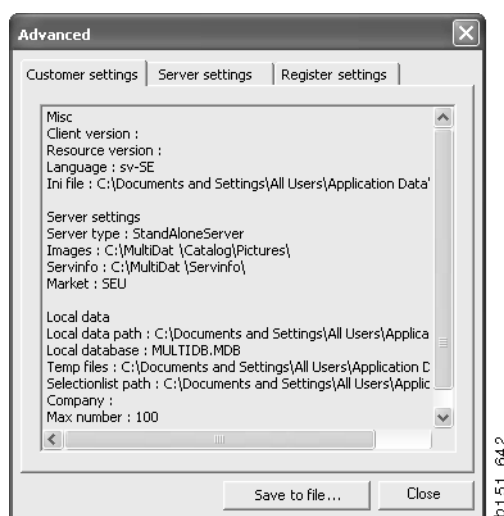 Advanced
Customer settings
Server settings
Register settings
Misc
Client version :
Resource version :
Language : sv-SE
Ini file : C:\Documents and Settings\All Users\Application Data'
Server settings
Server type : StandAloneServer
Images : C:\MultiDat \Catalog\Pictures\
Servinfo : C:\MultiDat \Servinfo\
Market : SEU
Local data
Local data path : C:\Documents and Settings\All Users\Applica
Local database : MULTIDB.MDB
Temp files : C:\Documents and Settings\All Users\Application D
Selectionlist path : C:\Documents and Settings\All Users\Applic
Company :
Max number : 100
Save to file...
Close
b151 642